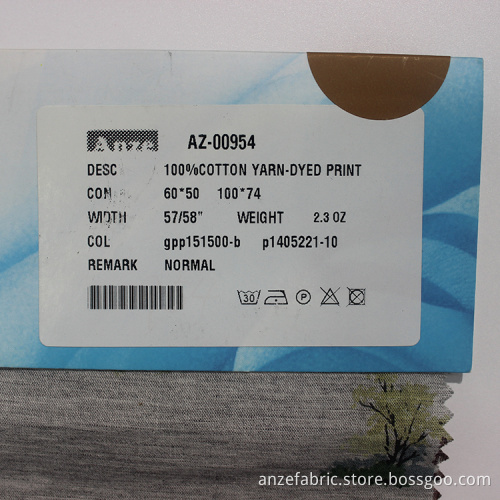 Anze AZ-00954
DESC 100%COTTON YARN-DYED PRINT
CON 60*50 100*74
WIDTH 57/58" WEIGHT 2.3 OZ
COL gpp151500-b p1405221-10
REMARK NORMAL
30 P
anzefabric.store.bossgoo.com